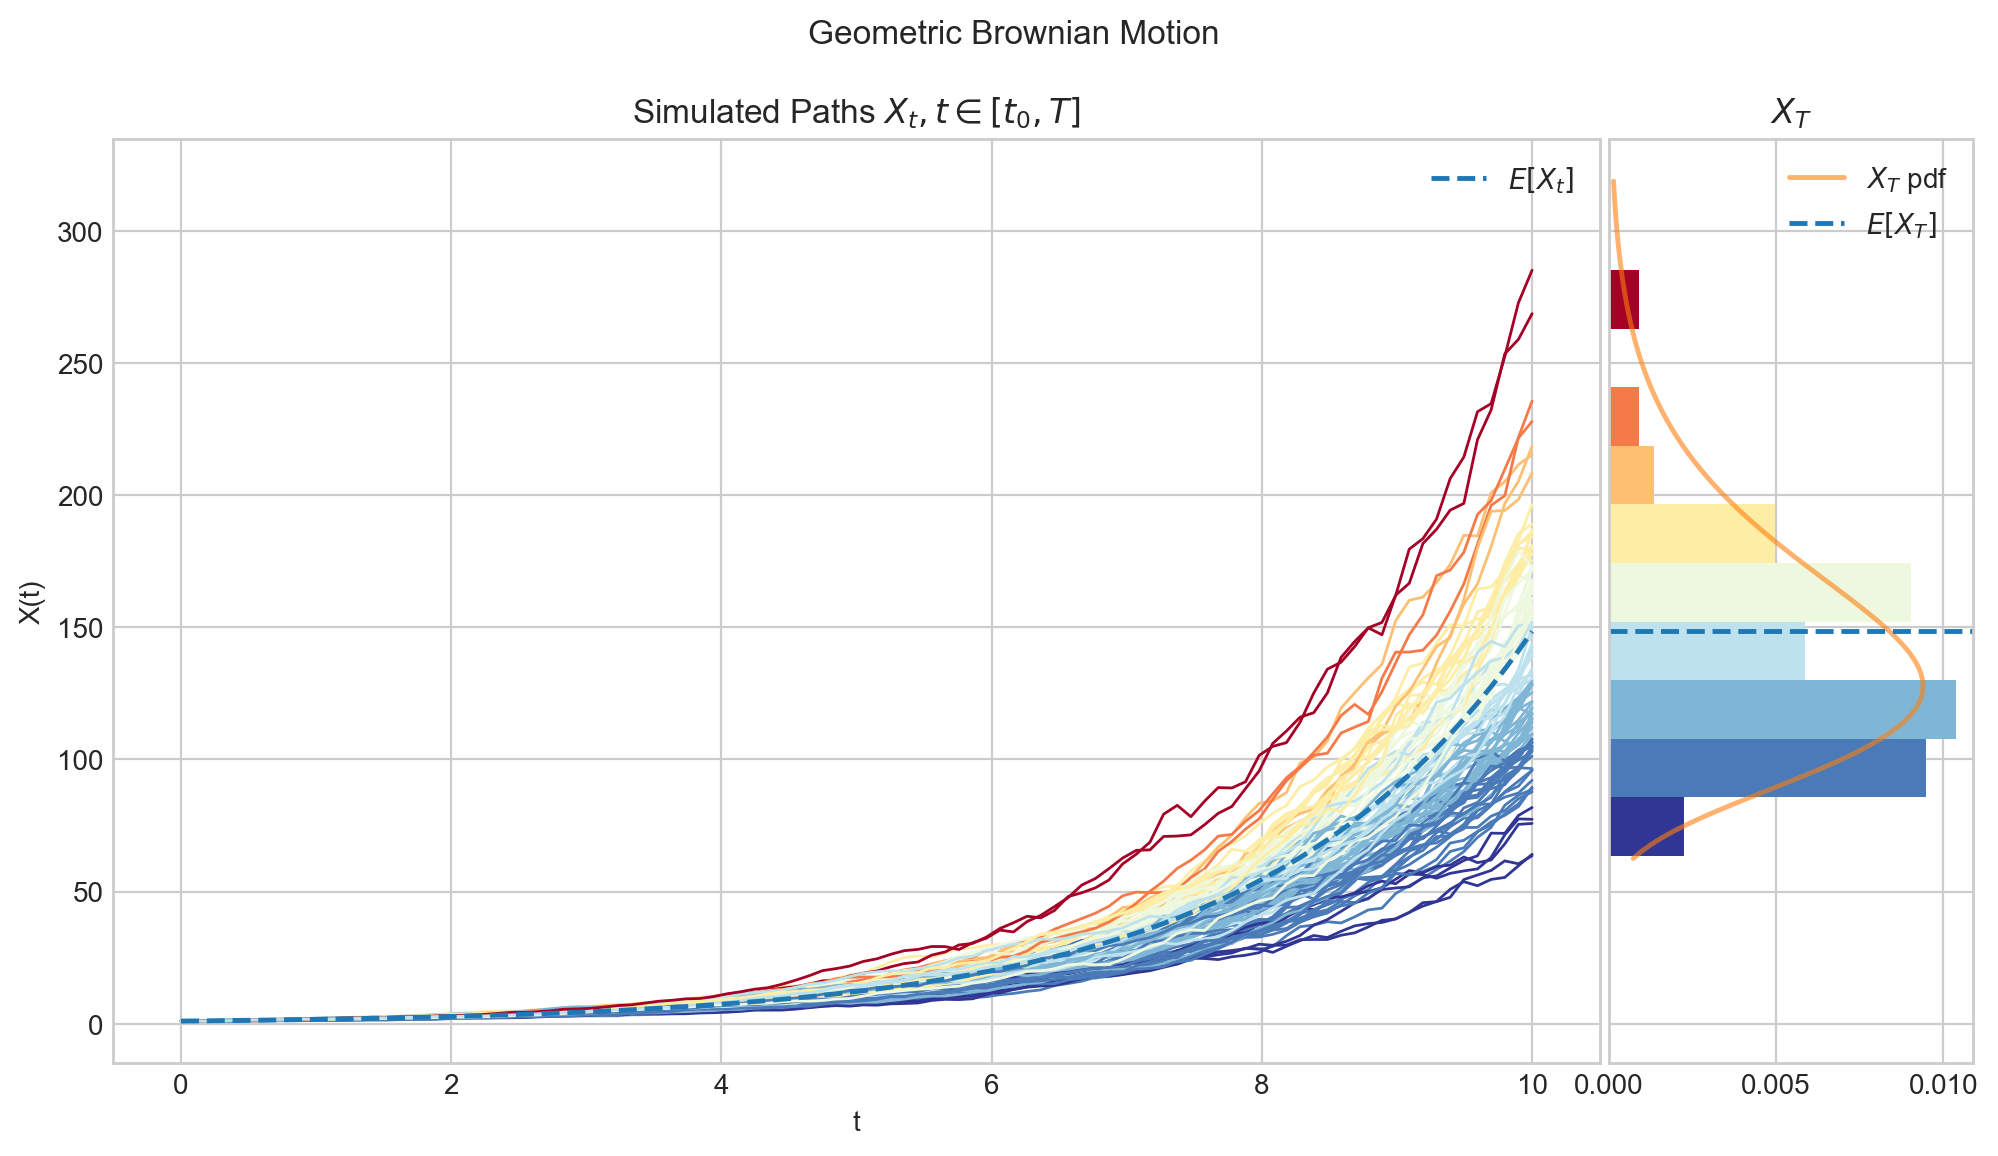 Geometric Brownian Motion
Simulated Paths $X_t, t \in [t_0, T]$
$X_T$
$E[X_t]$
$X_T$ pdf
$E[X_T]$
300
250
200
150
100
50
0
X(t)
0 2 4 6 8 10
0.000 0.005 0.010
t